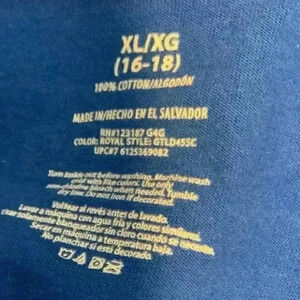 XL/XG
(16-18)
100% COTTON/ALGODÓN
MADE IN/HECHO EN EL SALVADOR
RN#123187 G4G
COLOR: ROYAL STYLE: GTLD45SC
UPC#7 6125369082
Turn inside out before washing. Machine wash
cold with like colors. Use only
non-chlorine bleach when needed. Tumble
dry low. Do not iron if decorated.
Voltear al revés antes de lavado.
Lavar a máquina con agua fría y colores similares.
Usar solamente blanqueador sin cloro cuando se necesite.
Secar en máquina a temperatura baja.
No planchar si está decorado.